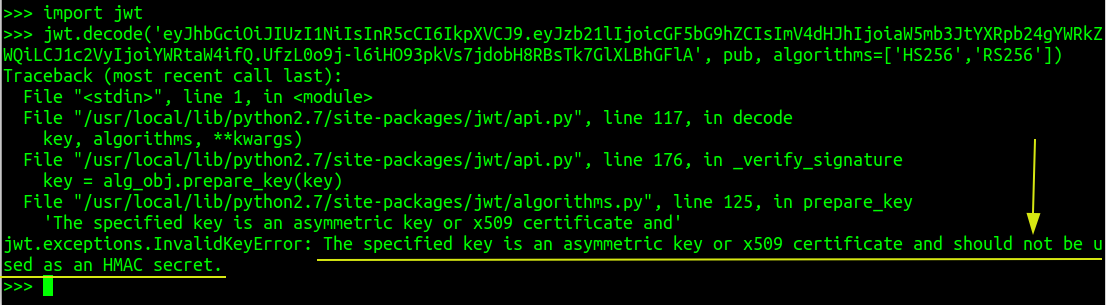 >>> import jwt
>>> jwt.decode('eyJhbGciOiJIUzI1NiIsInR5cCI6IkpXVCJ9.eyJzb21lIjoicGF5bG9hZCIsImV4dHJhIjoiaW5mb3JtYXRpb24gYWRkZ
WQiLCJ1c2VyIjoiYWRtaW4ifQ.UfzL0o9j-l6iHO93pkVs7jdobH8RBsTk7GlXLBhGFlA', pub, algorithms=['HS256','RS256'])
Traceback (most recent call last):
  File "<stdin>", line 1, in <module>
  File "/usr/local/lib/python2.7/site-packages/jwt/api.py", line 117, in decode
    key, algorithms, **kwargs)
  File "/usr/local/lib/python2.7/site-packages/jwt/api.py", line 176, in _verify_signature
    key = alg_obj.prepare_key(key)
  File "/usr/local/lib/python2.7/site-packages/jwt/algorithms.py", line 125, in prepare_key
    'The specified key is an asymmetric key or x509 certificate and'
jwt.exceptions.InvalidKeyError: The specified key is an asymmetric key or x509 certificate and should not be u
sed as an HMAC secret.
>>>